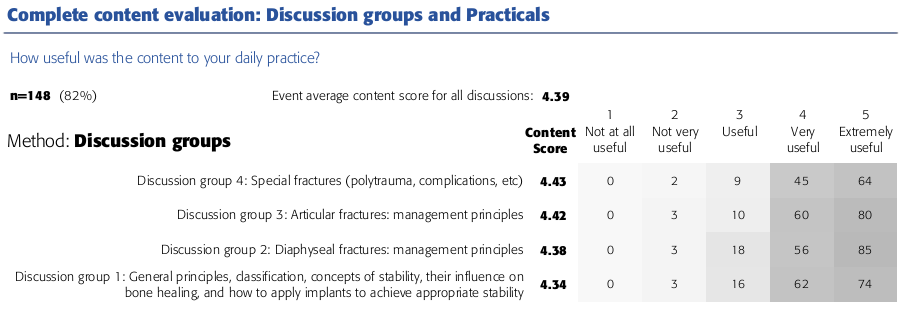 Complete content evaluation: Discussion groups and Practicals
How useful was the content to your daily practice?
n=148 (82%) Event average content score for all discussions: 4.39
Method: Discussion groups
Content Score
1 Not at all useful
2 Not very useful
3 Useful
4 Very useful
5 Extremely useful
Discussion group 4: Special fractures (polytrauma, complications, etc) 4.43 0 2 9 45 64
Discussion group 3: Articular fractures: management principles 4.42 0 3 10 60 80
Discussion group 2: Diaphyseal fractures: management principles 4.38 0 3 18 56 85
Discussion group 1: General principles, classification, concepts of stability, their influence on
bone healing, and how to apply implants to achieve appropriate stability 4.34 0 3 16 62 74